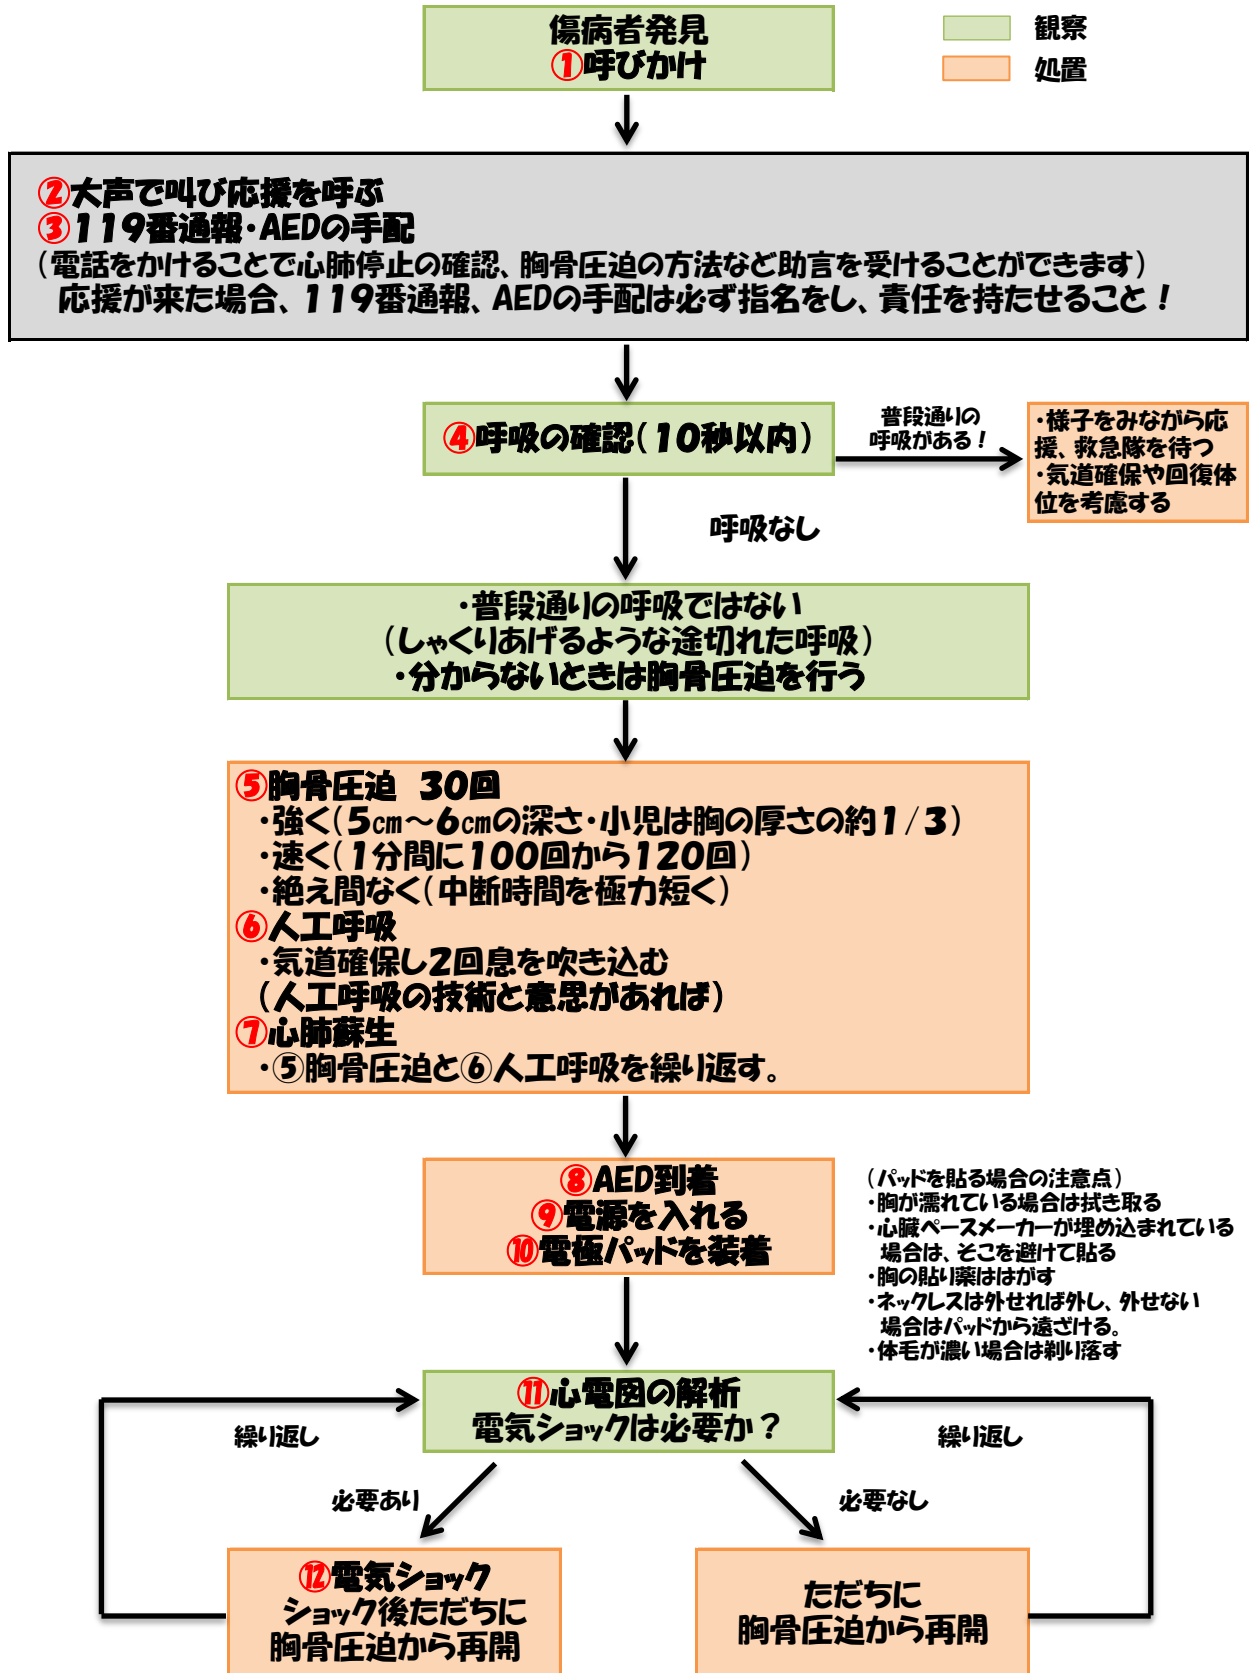 傷病者発見
①呼びかけ
観察
処置
②大声で叫び応援を呼ぶ
③119番通報・AEDの手配
(電話をかけることで心肺停止の確認、胸骨圧迫の方法など助言を受けることができます)
応援が来た場合、119番通報、AEDの手配は必ず指名をし、責任を持たせること!
④呼吸の確認(10秒以内)
普段通りの
呼吸がある!
・様子をみながら応
援、救急隊を待つ
・気道確保や回復体
位を考慮する
呼吸なし
・普段通りの呼吸ではない
(しゃくりあげるような途切れた呼吸)
・分からないときは胸骨圧迫を行う
⑤胸骨圧迫 30回
・強く(5㎝～6㎝の深さ・小児は胸の厚さの約1/3)
・速く(1分間に100回から120回)
・絶え間なく(中断時間を極力短く)
⑥人工呼吸
・気道確保し2回息を吹き込む
(人工呼吸の技術と意思があれば)
⑦心肺蘇生
・⑤胸骨圧迫と⑥人工呼吸を繰り返す。
⑧AED到着
⑨電源を入れる
⑩電極パッドを装着
(パッドを貼る場合の注意点)
・胸が濡れている場合は拭き取る
・心臓ペースメーカーが埋め込まれている
場合は、そこを避けて貼る
・胸の貼り薬ははがす
・ネックレスは外せれば外し、外せない
場合はパッドから遠ざける。
・体毛が濃い場合は剃り落す
⑪心電図の解析
電気ショックは必要か?
繰り返し
繰り返し
必要あり
必要なし
⑫電気ショック
ショック後ただちに
胸骨圧迫から再開
ただちに
胸骨圧迫から再開